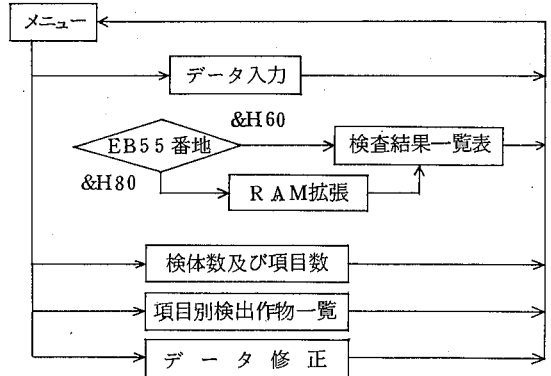 メニュー
データ入力
&H60
EB55番地
検査結果一覧表
&H80
RAM拡張
検体数及び項目数
項目別検出作物一覧
データ修正